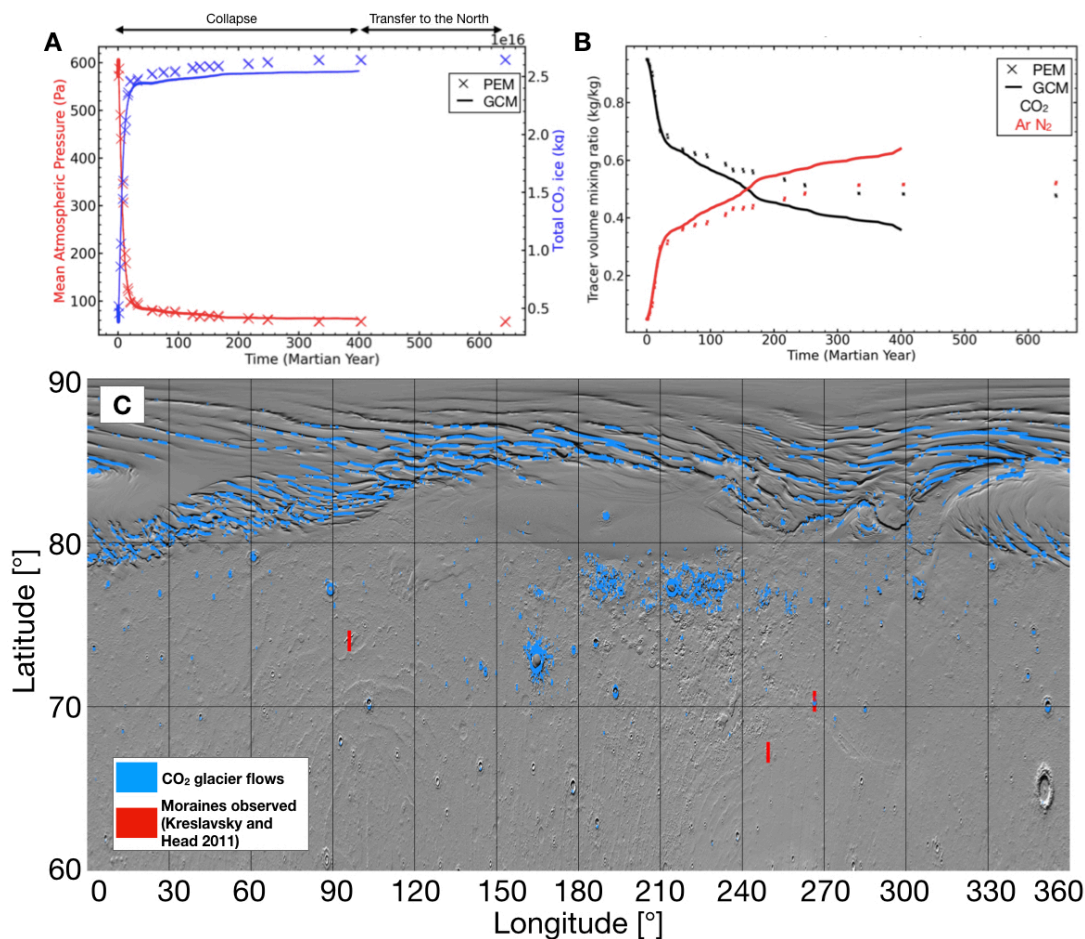 Collapse
Transfer to the North
A
1e16
600
500
400
300
200
100
Mean Atmospheric Pressure (Pa)
PEM
GCM
2.5
2.0
1.5
1.0
0.5
Total CO₂ ice (kg)
0 100 200 300 400 500 600
Time (Martian Year)
B
0.8
0.6
0.4
0.2
Tracer volume mixing ratio (kg/kg)
PEM
GCM
CO₂
Ar N₂
0 100 200 300 400 500 600
Time (Martian Year)
C
90
80
70
60
Latitude [°]
CO₂ glacier flows
Moraines observed
(Kreslavsky and
Head 2011)
0 30 60 90 120 150 180 210 240 270 300 330 360
Longitude [°]